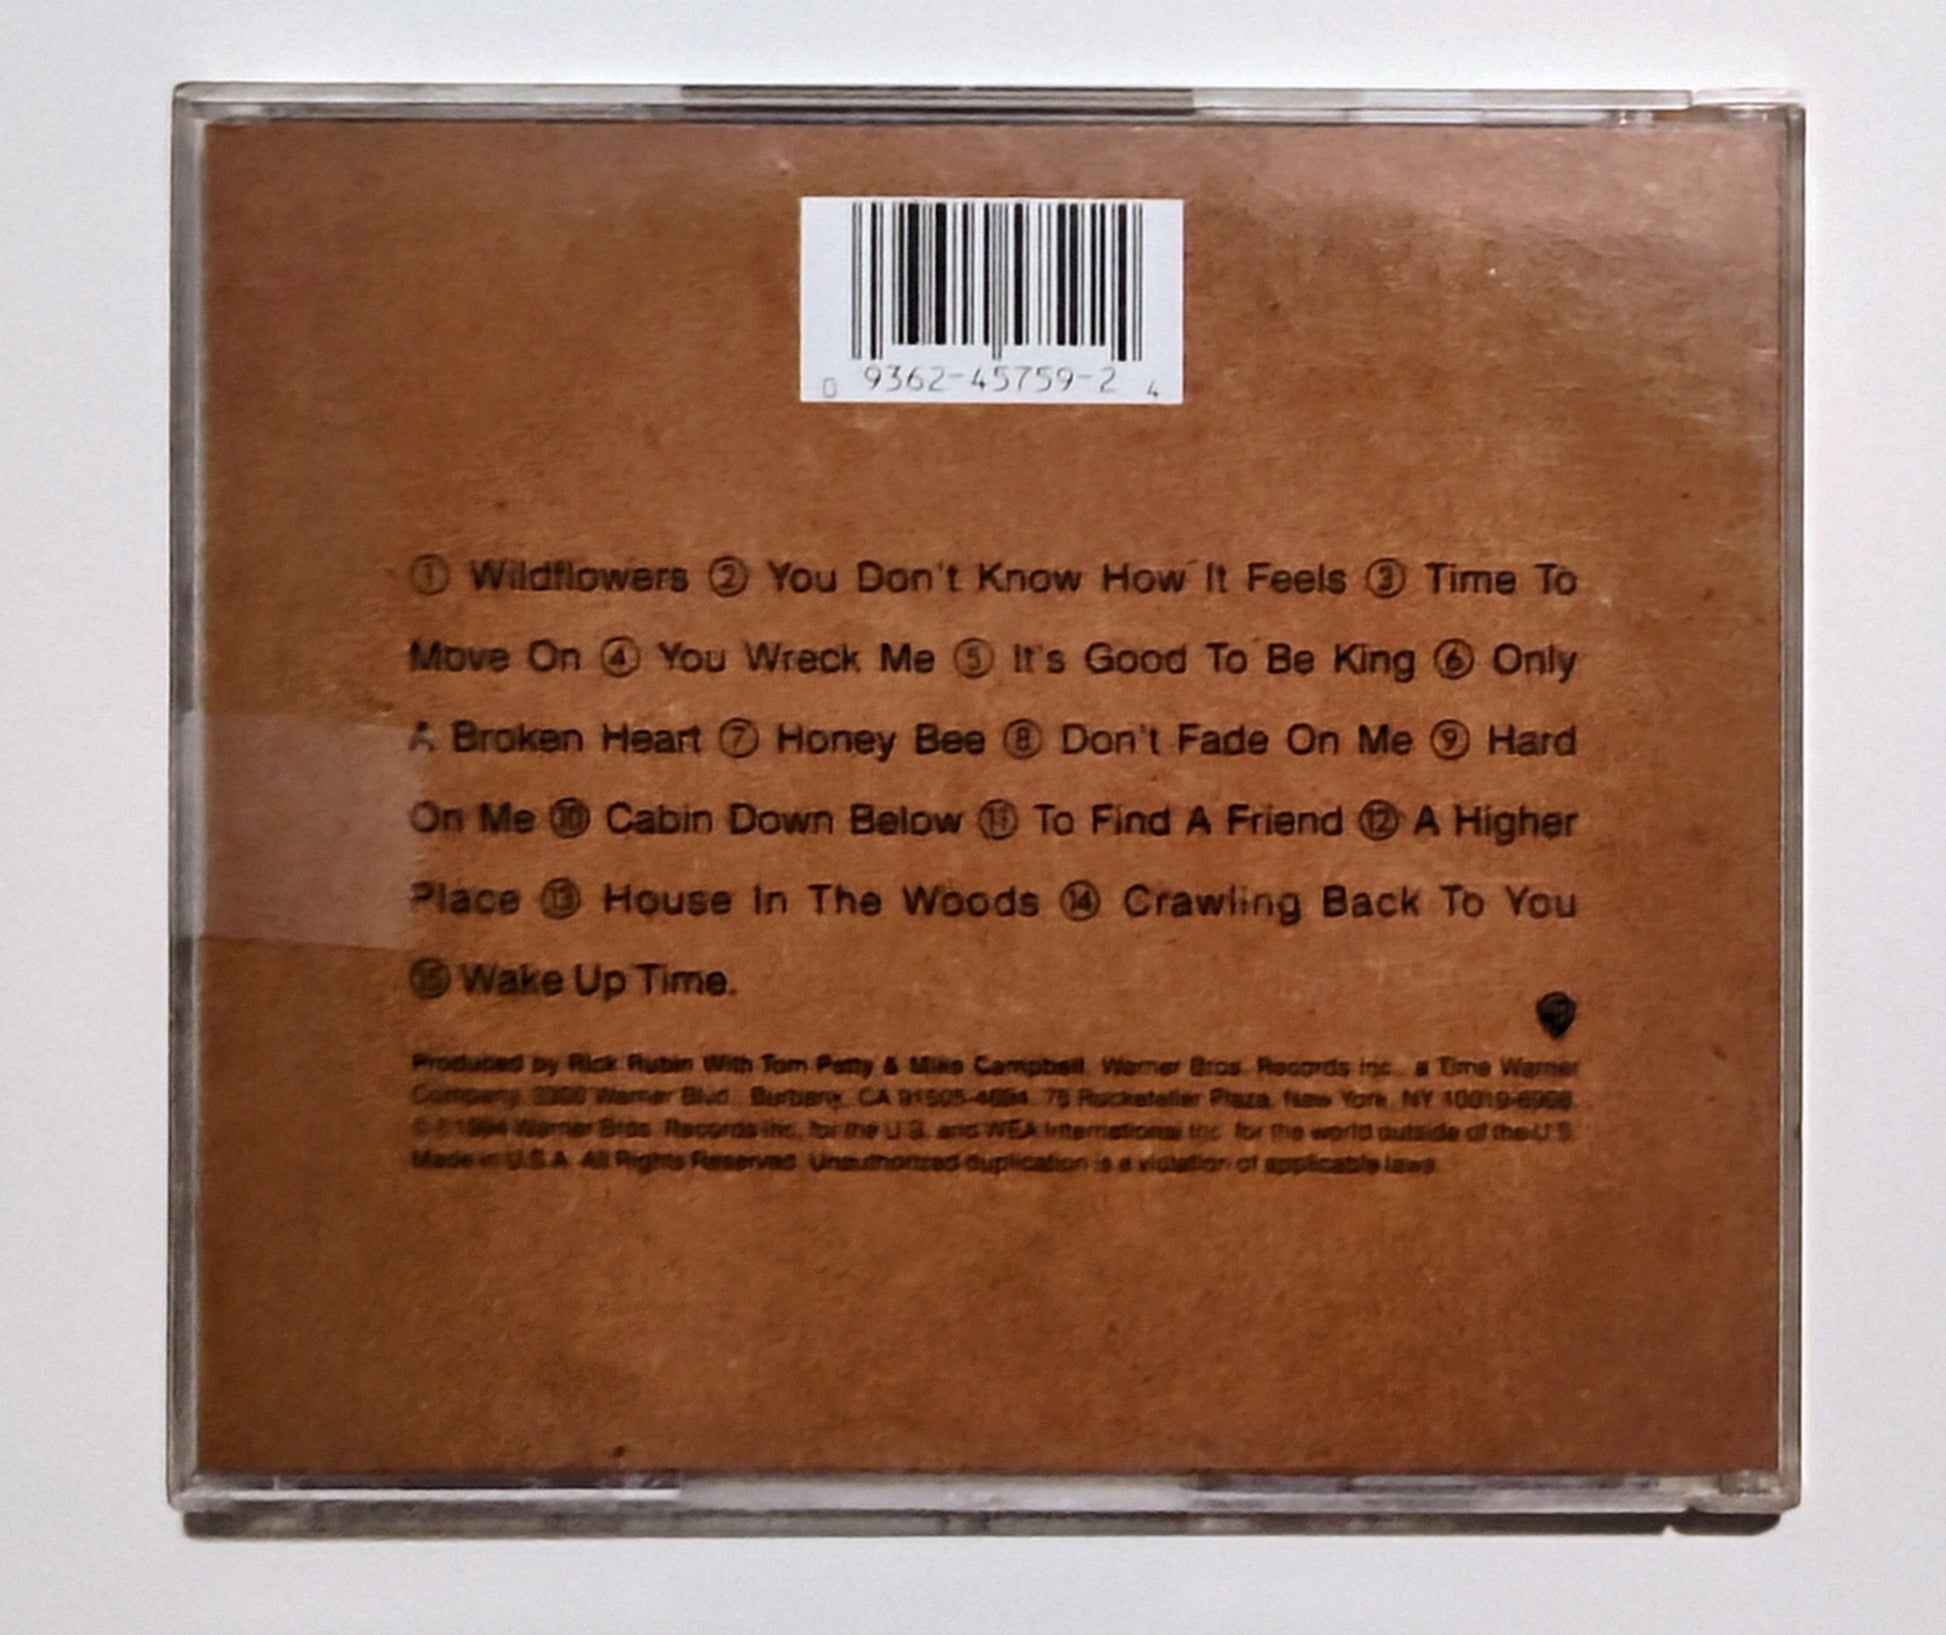 0 9362-45759-2 4
① Wildflowers ② You Don't Know How It Feels ③ Time To
Move On ④ You Wreck Me ⑤ It's Good To Be King ⑥ Only
A Broken Heart ⑦ Honey Bee ⑧ Don't Fade On Me ⑨ Hard
On Me ⑩ Cabin Down Below ⑪ To Find A Friend ⑫ A Higher
Place ⑬ House In The Woods ⑭ Crawling Back To You
⑮ Wake Up Time.
Produced by Rick Rubin With Tom Petty & Mike Campbell. Warner Bros. Records Inc., a Time Warner
Company, 3300 Warner Blvd., Burbank, CA 75 Rockefeller Plaza, New York, NY
1994 Warner Bros. Records Inc. for the U.S. and WEA International Inc. for the world outside of the U.S.
Made in U.S.A. All Rights Reserved. Unauthorized duplication is a violation of applicable laws.